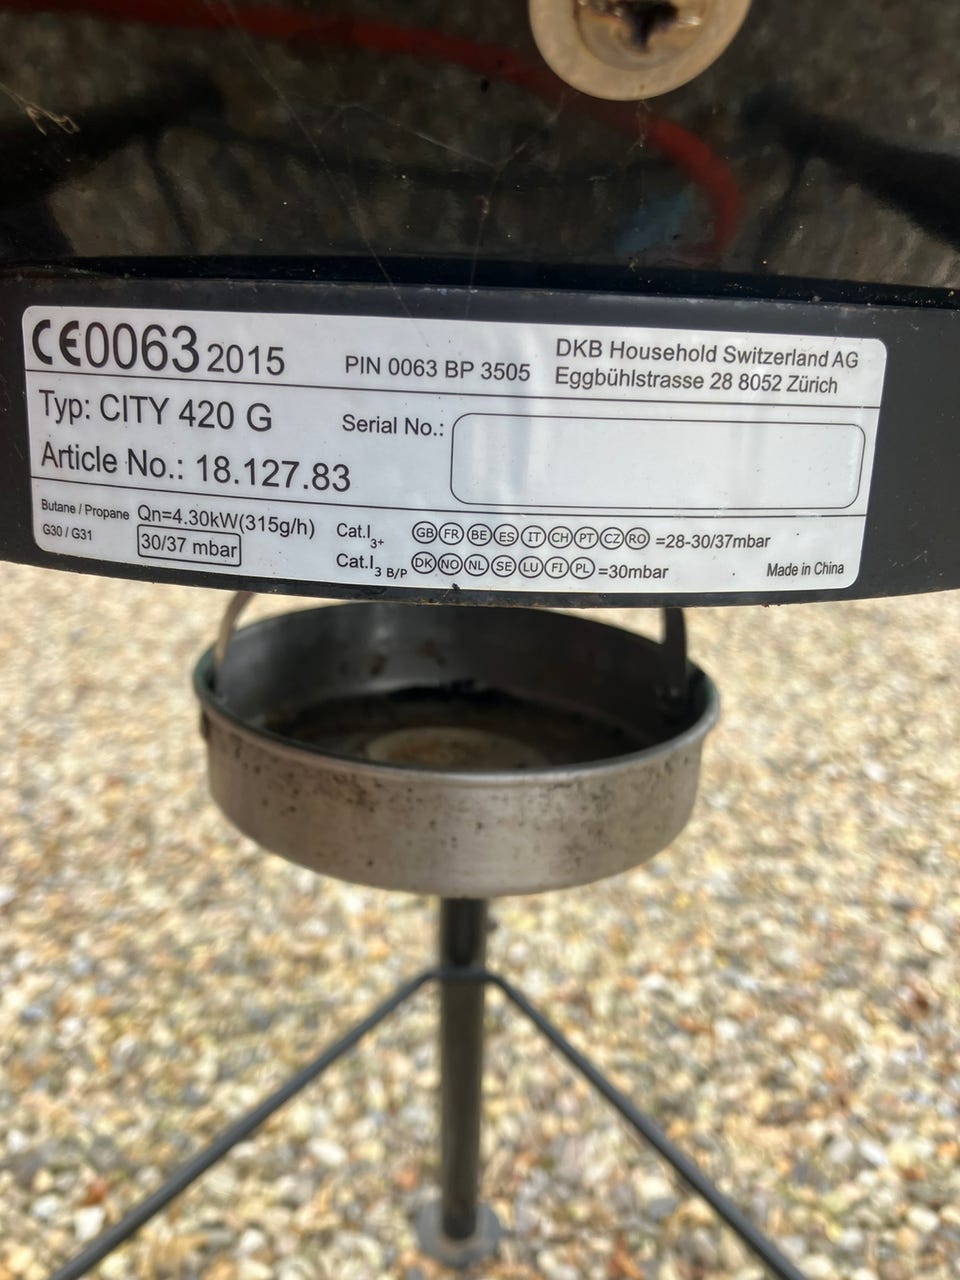 CE0063 2015 PIN 0063 BP 3505
DKB Household Switzerland AG
Eggbühlstrasse 28 8052 Zürich
Typ: CITY 420 G
Article No.: 18.127.83
Serial No.:
Butane / Propane
G30 / G31
Qn=4.30kW(315g/h)
30/37 mbar
Cat.I3+ GB FR BE ES IT CH PT CZ RO =28-30/37mbar
Cat.I3 B/P DK NO NL SE LU FI PL =30mbar
Made in China